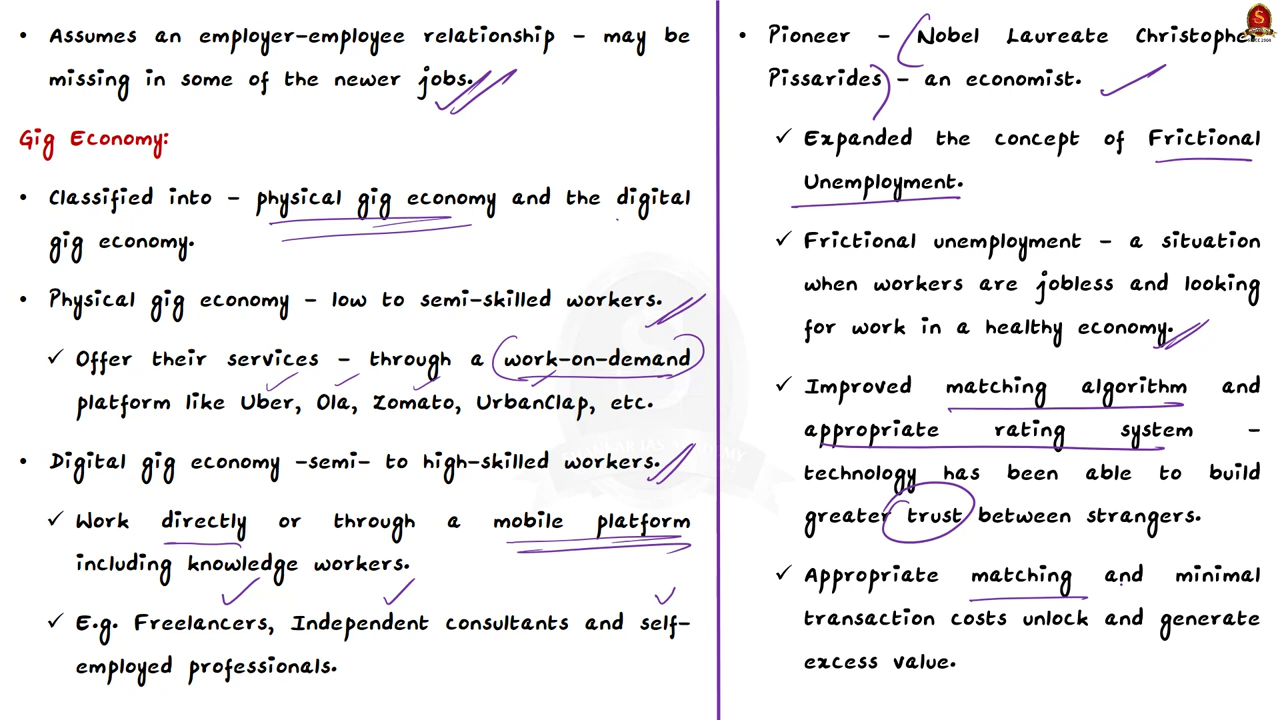 • Assumes an employer-employee relationship - may be
missing in some of the newer jobs.
Gig Economy:
• Classified into - physical gig economy and the digital
gig economy.
• Physical gig economy - low to semi-skilled workers.
✓ Offer their services - through a work-on-demand
platform like Uber, Ola, Zomato, UrbanClap, etc.
• Digital gig economy -semi- to high-skilled workers.
✓ Work directly or through a mobile platform
including knowledge workers.
✓ E.g. Freelancers, Independent consultants and self-
employed professionals.
• Pioneer - Nobel Laureate Christopher
Pissarides - an economist.
✓ Expanded the concept of Frictional
Unemployment.
✓ Frictional unemployment - a situation
when workers are jobless and looking
for work in a healthy economy.
✓ Improved matching algorithm and
appropriate rating system -
technology has been able to build
greater trust between strangers.
✓ Appropriate matching and minimal
transaction costs unlock and generate
excess value.